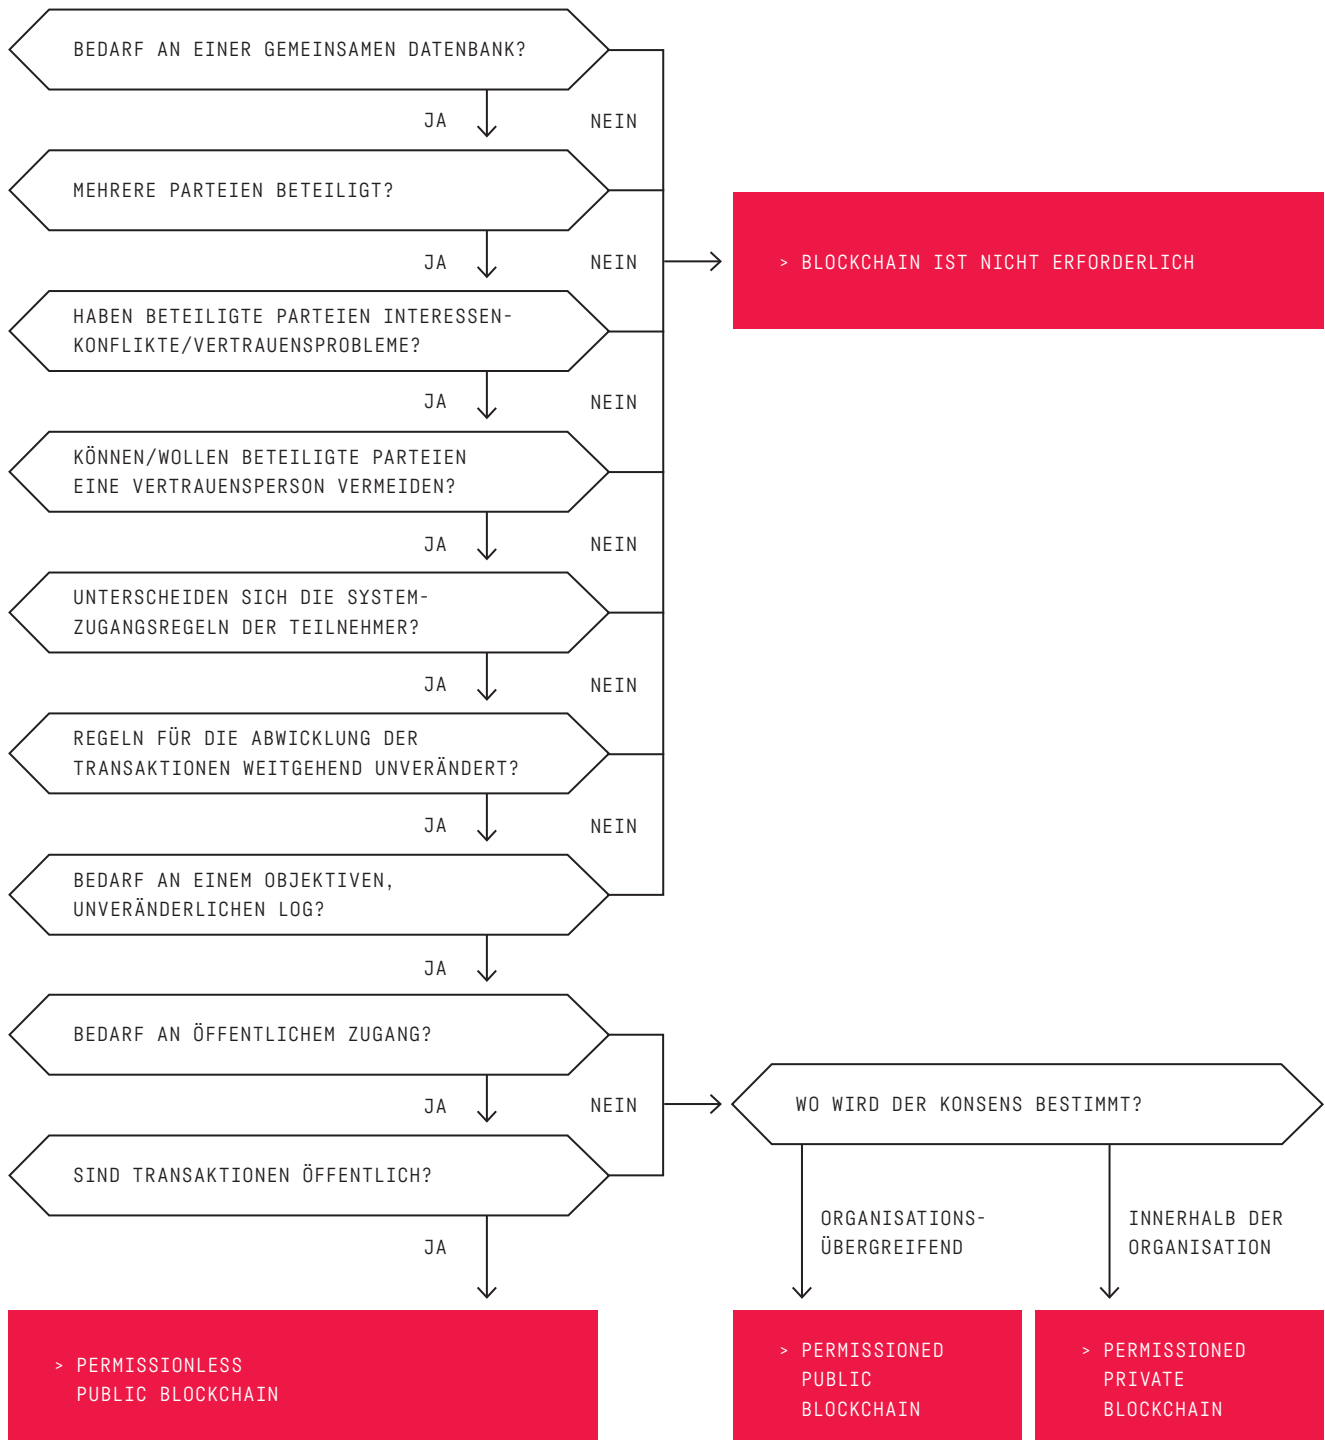 BEDARF AN EINER GEMEINSAMEN DATENBANK?
JA
NEIN
MEHRERE PARTEIEN BETEILIGT?
JA
NEIN
> BLOCKCHAIN IST NICHT ERFORDERLICH
HABEN BETEILIGTE PARTEIEN INTERESSEN-
KONFLIKTE/VERTRAUENSPROBLEME?
JA
NEIN
KÖNNEN/WOLLEN BETEILIGTE PARTEIEN
EINE VERTRAUENSPERSON VERMEIDEN?
JA
NEIN
UNTERSCHEIDEN SICH DIE SYSTEM-
ZUGANGSREGELN DER TEILNEHMER?
JA
NEIN
REGELN FÜR DIE ABWICKLUNG DER
TRANSAKTIONEN WEITGEHEND UNVERÄNDERT?
JA
NEIN
BEDARF AN EINEM OBJEKTIVEN,
UNVERÄNDERLICHEN LOG?
JA
BEDARF AN ÖFFENTLICHEM ZUGANG?
JA
NEIN
WO WIRD DER KONSENS BESTIMMT?
SIND TRANSAKTIONEN ÖFFENTLICH?
JA
ORGANISATIONS-
ÜBERGREIFEND
INNERHALB DER
ORGANISATION
> PERMISSIONLESS
PUBLIC BLOCKCHAIN
> PERMISSIONED
PUBLIC
BLOCKCHAIN
> PERMISSIONED
PRIVATE
BLOCKCHAIN